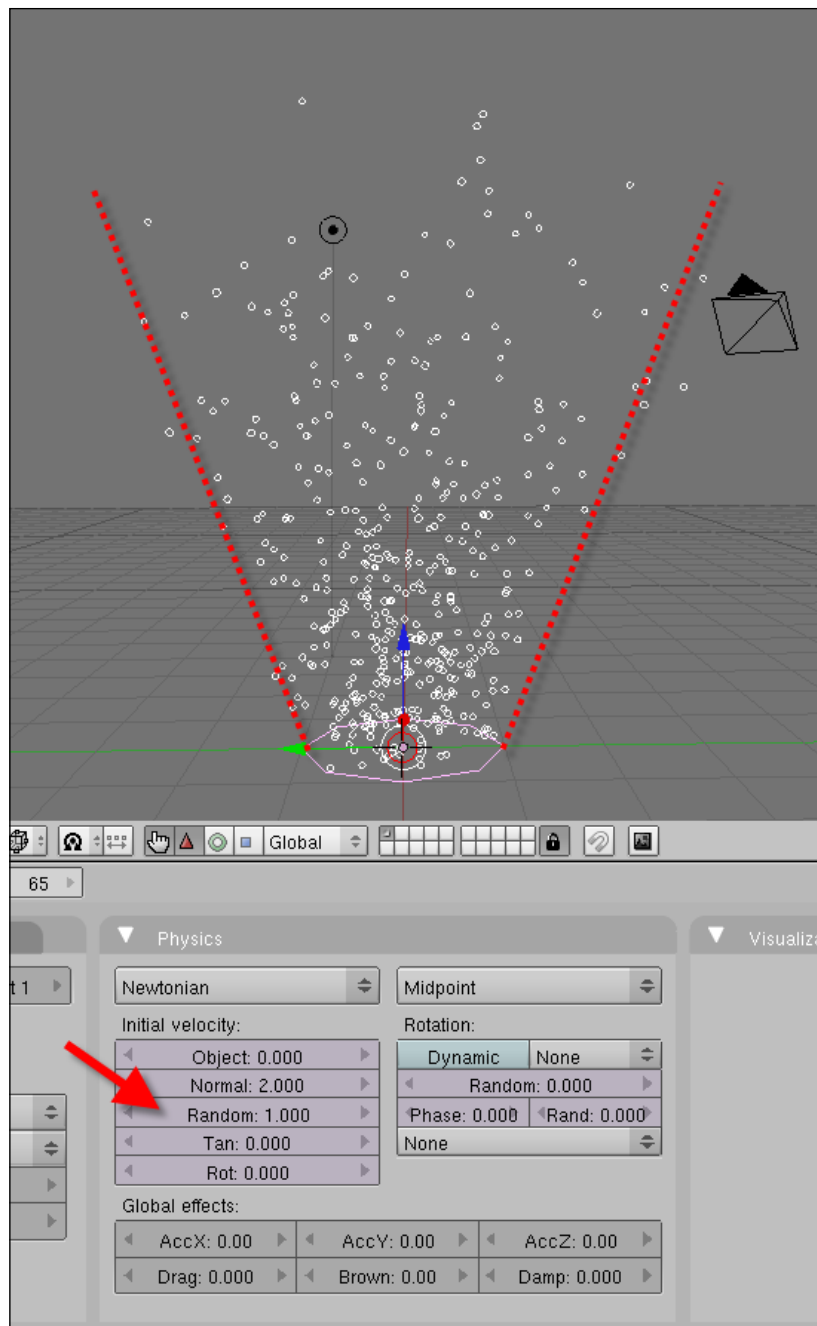 Global
65
Physics
Visualiza
t 1
Newtonian
Midpoint
Initial velocity:
Rotation:
Object: 0.000
Dynamic
None
Normal: 2.000
Random: 0.000
Random: 1.000
Phase: 0.000
Rand: 0.000
Tan: 0.000
None
Rot: 0.000
Global effects:
AccX: 0.00
AccY: 0.00
AccZ: 0.00
Drag: 0.000
Brown: 0.00
Damp: 0.000